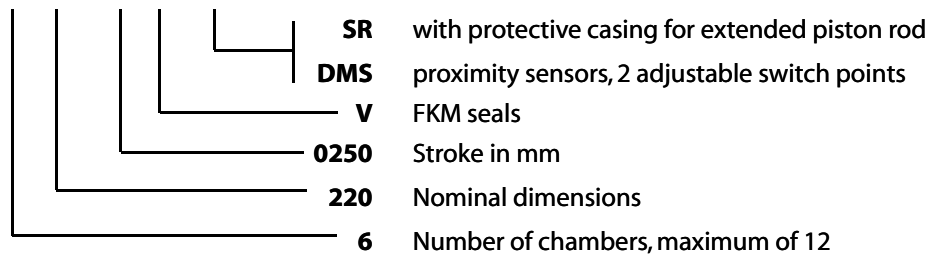 SR with protective casing for extended piston rod
DMS proximity sensors, 2 adjustable switch points
V FKM seals
0250 Stroke in mm
220 Nominal dimensions
6 Number of chambers, maximum of 12